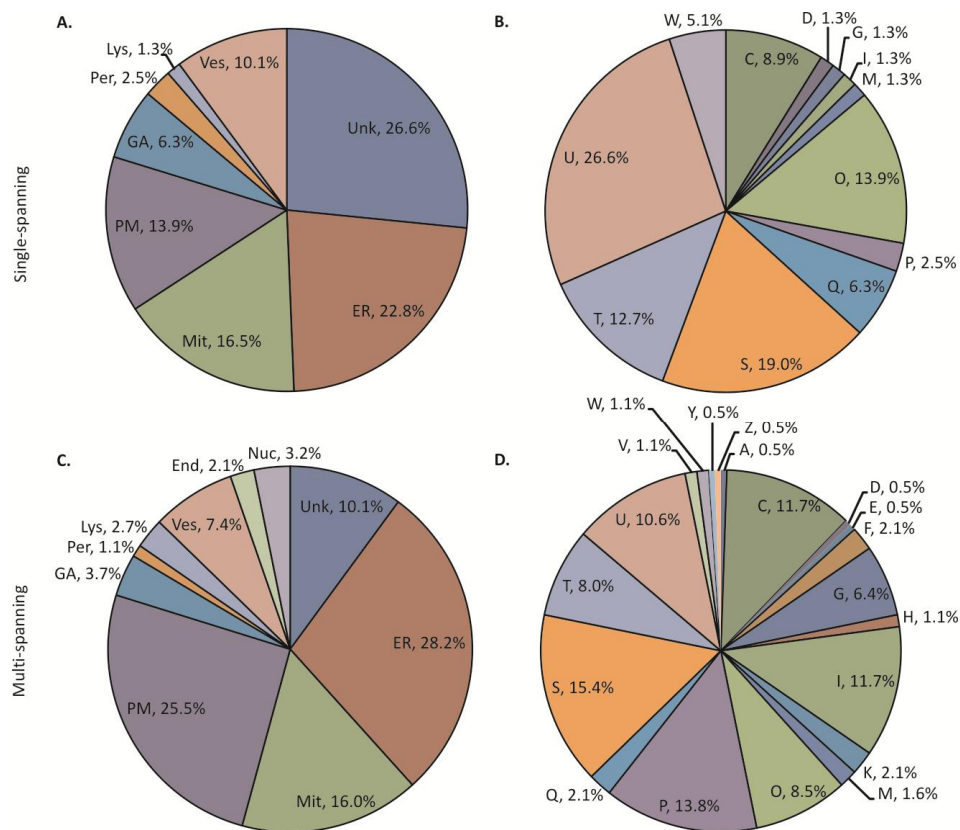 A.
Lys, 1.3%
Ves, 10.1%
Per, 2.5%
Unk, 26.6%
GA, 6.3%
PM, 13.9%
ER, 22.8%
Mit, 16.5%
Single-spanning
B.
W, 5.1%
D, 1.3%
G, 1.3%
I, 1.3%
M, 1.3%
C, 8.9%
U, 26.6%
O, 13.9%
P, 2.5%
Q, 6.3%
T, 12.7%
S, 19.0%
C.
Nuc, 3.2%
End, 2.1%
Unk, 10.1%
Lys, 2.7%
Ves, 7.4%
Per, 1.1%
GA, 3.7%
ER, 28.2%
PM, 25.5%
Mit, 16.0%
Multi-spanning
D.
W, 1.1%
Y, 0.5%
Z, 0.5%
V, 1.1%
A, 0.5%
C, 11.7%
D, 0.5%
E, 0.5%
F, 2.1%
U, 10.6%
T, 8.0%
G, 6.4%
H, 1.1%
S, 15.4%
I, 11.7%
K, 2.1%
Q, 2.1%
M, 1.6%
P, 13.8%
O, 8.5%